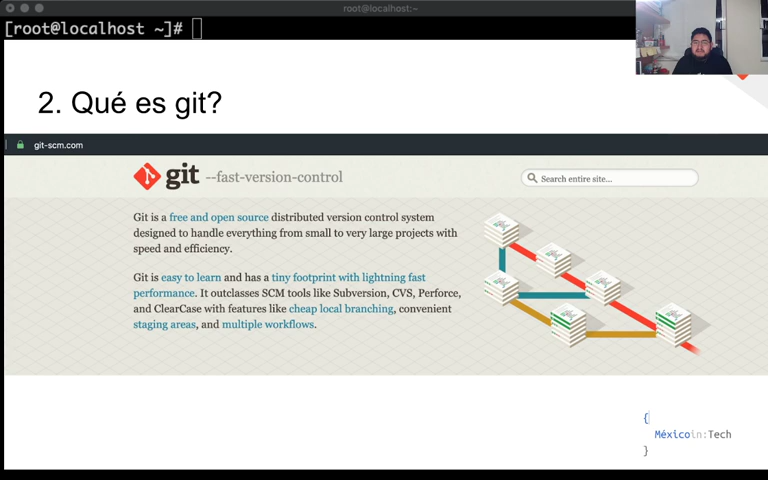 root@localhost:~
[root@localhost ~]#
2. Qué es git?
git-scm.com
git --fast-version-control
Search entire site...
Git is a free and open source distributed version control system
designed to handle everything from small to very large projects with
speed and efficiency.
Git is easy to learn and has a tiny footprint with lightning fast
performance. It outclasses SCM tools like Subversion, CVS, Perforce,
and ClearCase with features like cheap local branching, convenient
staging areas, and multiple workflows.
{
Méxicoin:Tech
}